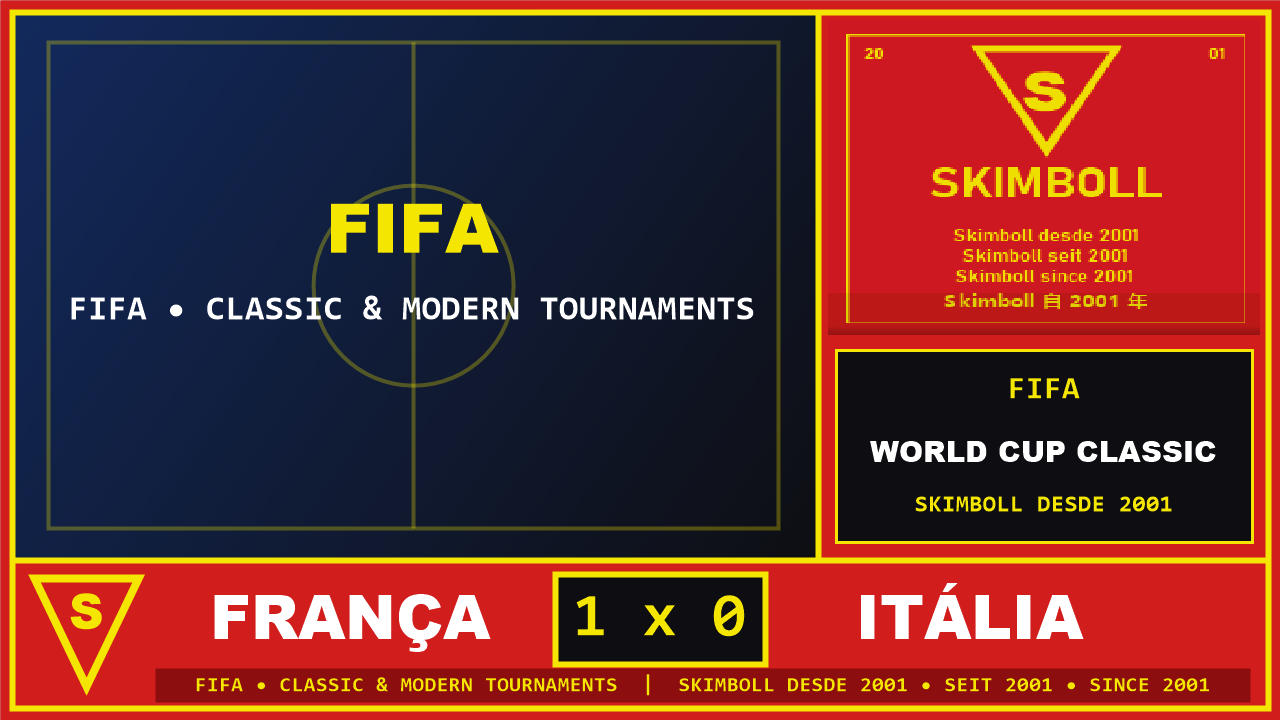 FIFA
FIFA • CLASSIC & MODERN TOURNAMENTS
20
01
S
SKIMBOLL
Skimboll desde 2001
Skimboll seit 2001
Skimboll since 2001
Skimboll 自 2001 年
FIFA
WORLD CUP CLASSIC
SKIMBOLL DESDE 2001
S
FRANÇA 1 x 0 ITÁLIA
FIFA • CLASSIC & MODERN TOURNAMENTS | SKIMBOLL DESDE 2001 • SEIT 2001 • SINCE 2001